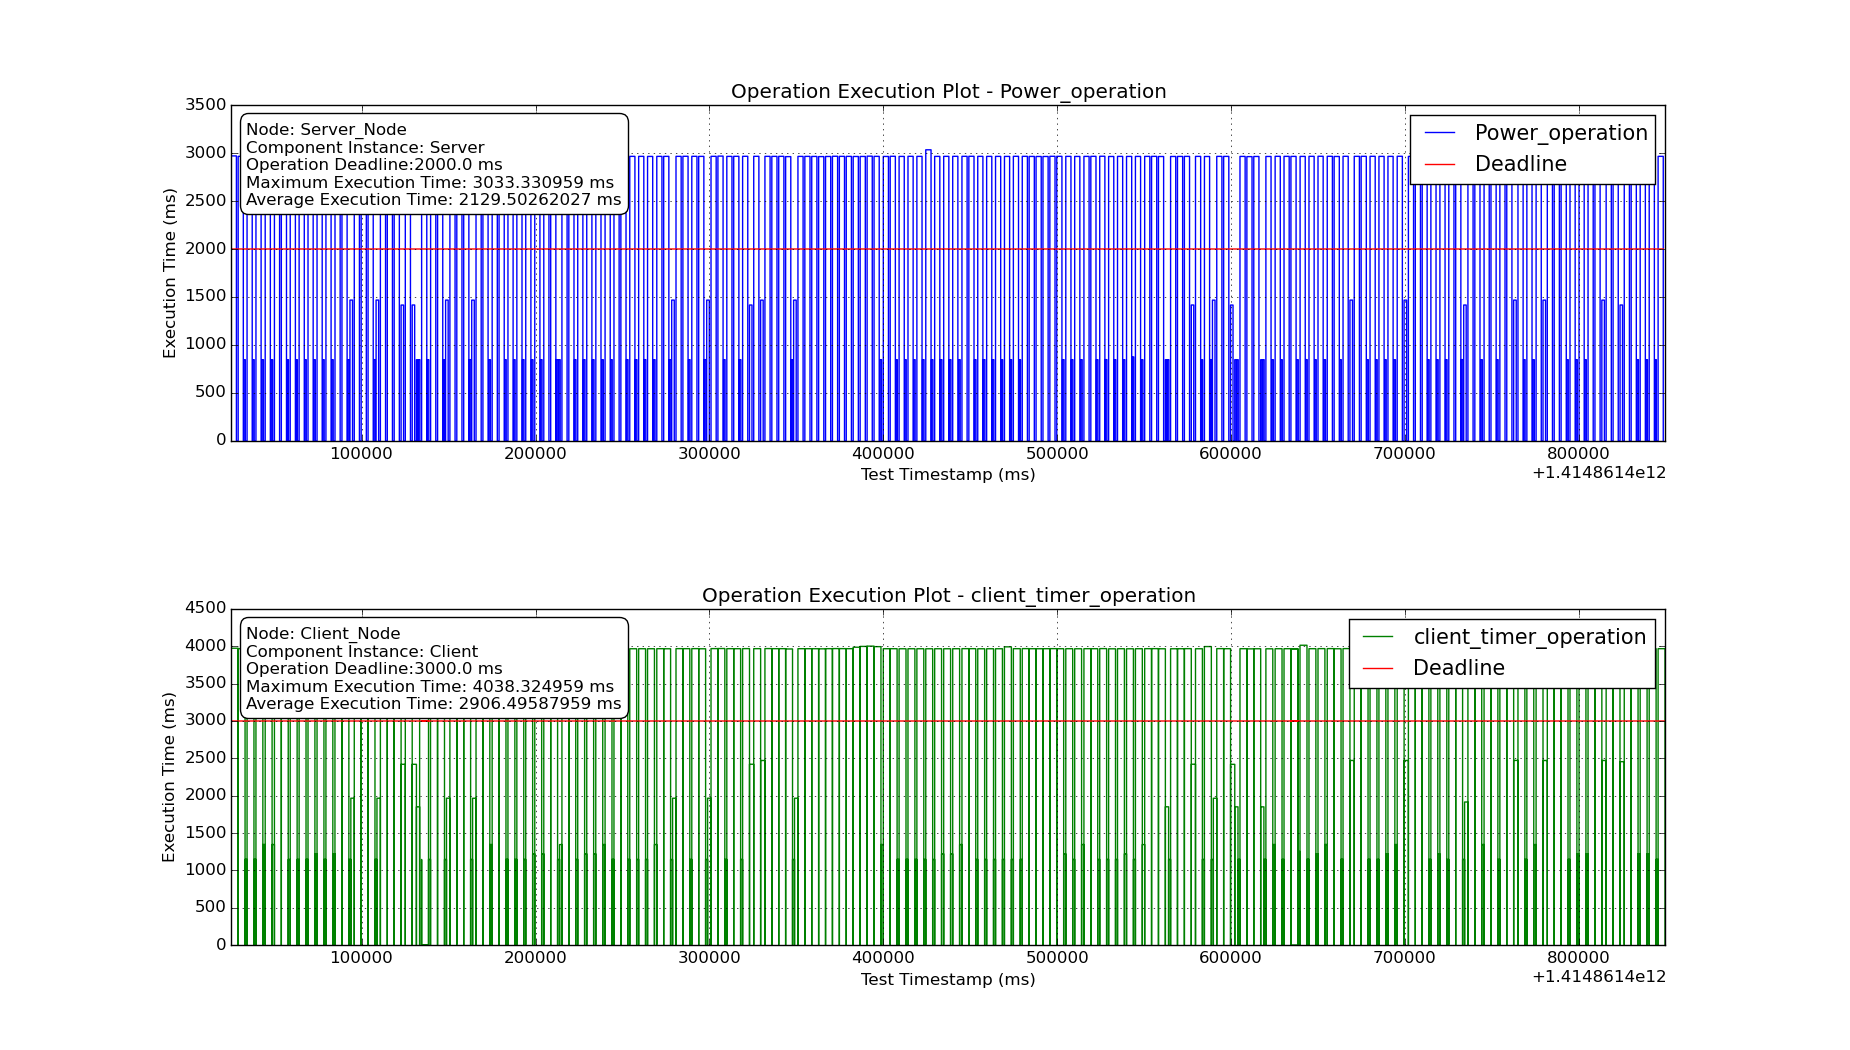 Operation Execution Plot - Power_operation
3500
3000
2500
2000
1500
1000
500
0
Execution Time (ms)
Node: Server_Node
Component Instance: Server
Operation Deadline:2000.0 ms
Maximum Execution Time: 3033.330959 ms
Average Execution Time: 2129.50262027 ms
Power_operation
Deadline
100000 200000 300000 400000 500000 600000 700000 800000
Test Timestamp (ms)
+1.4148614e12
Operation Execution Plot - client_timer_operation
4500
4000
3500
3000
2500
2000
1500
1000
500
0
Execution Time (ms)
Node: Client_Node
Component Instance: Client
Operation Deadline:3000.0 ms
Maximum Execution Time: 4038.324959 ms
Average Execution Time: 2906.49587959 ms
client_timer_operation
Deadline
100000 200000 300000 400000 500000 600000 700000 800000
Test Timestamp (ms)
+1.4148614e12